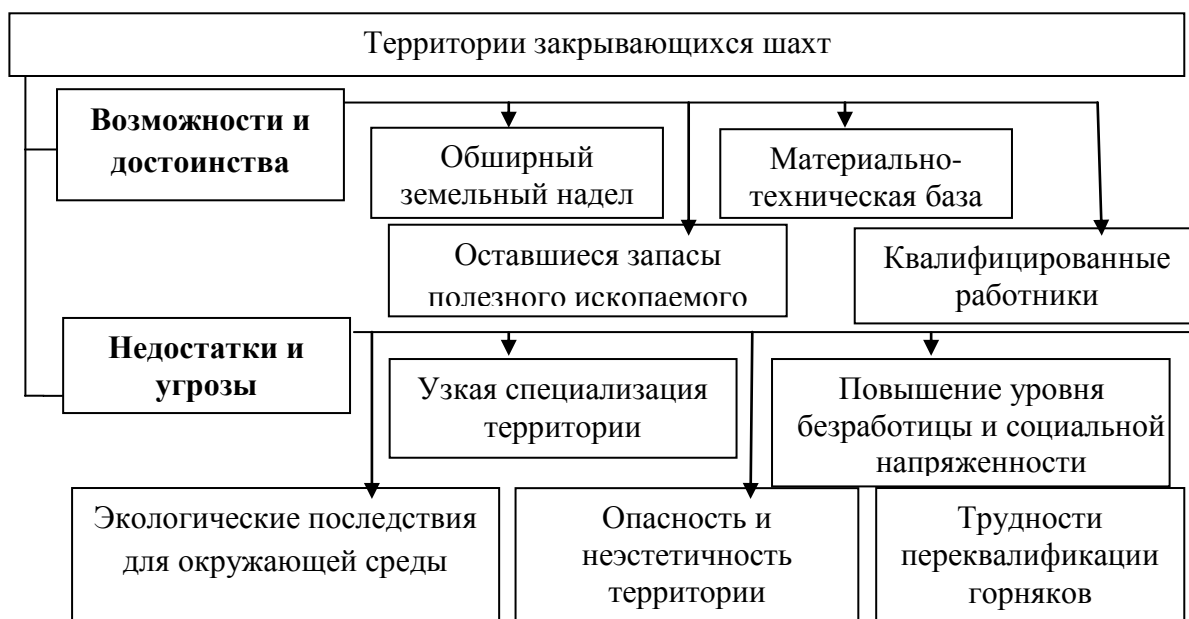 Территории закрывающихся шахт
Возможности и
достоинства
Обширный
земельный надел
Материально-
техническая база
Оставшиеся запасы
полезного ископаемого
Квалифицированные
работники
Недостатки и
угрозы
Узкая специализация
территории
Повышение уровня
безработицы и социальной
напряженности
Экологические последствия
для окружающей среды
Опасность и
неэстетичность
территории
Трудности
переквалификации
горняков